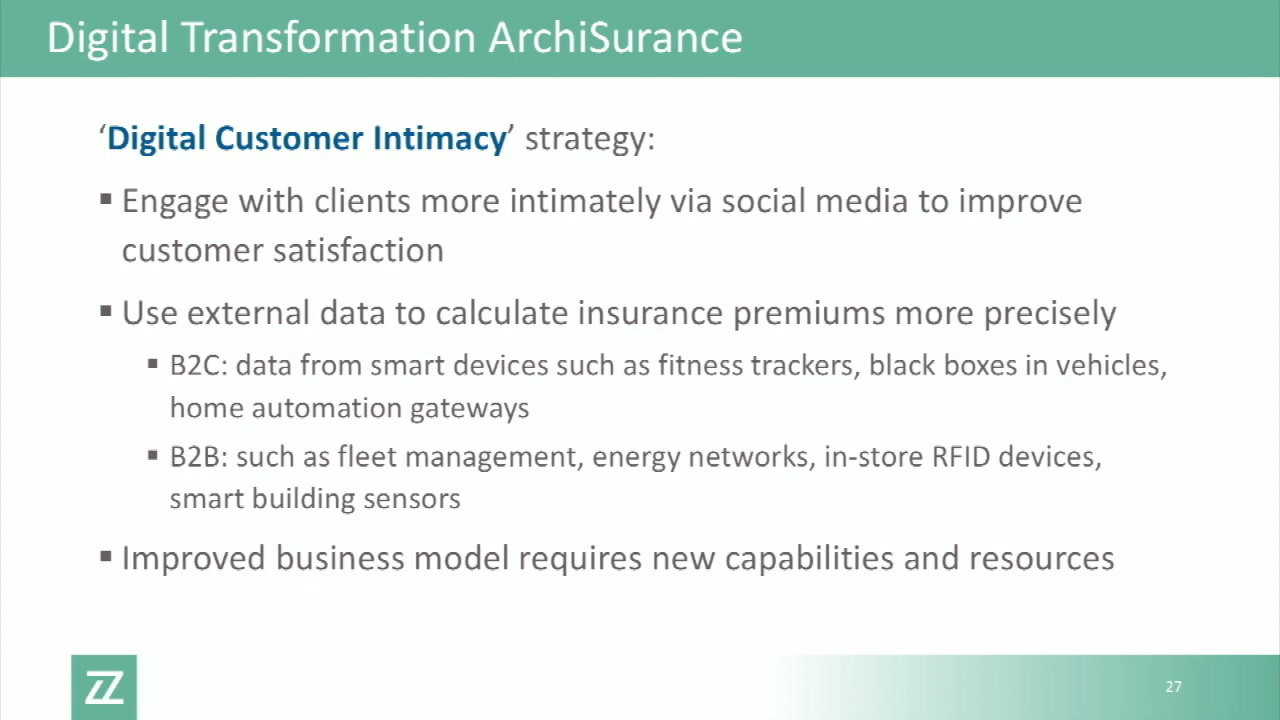 Digital Transformation ArchiSurance
‘Digital Customer Intimacy’ strategy:
▪ Engage with clients more intimately via social media to improve
customer satisfaction
▪ Use external data to calculate insurance premiums more precisely
▪ B2C: data from smart devices such as fitness trackers, black boxes in vehicles,
home automation gateways
▪ B2B: such as fleet management, energy networks, in-store RFID devices,
smart building sensors
▪ Improved business model requires new capabilities and resources
ZZ
27